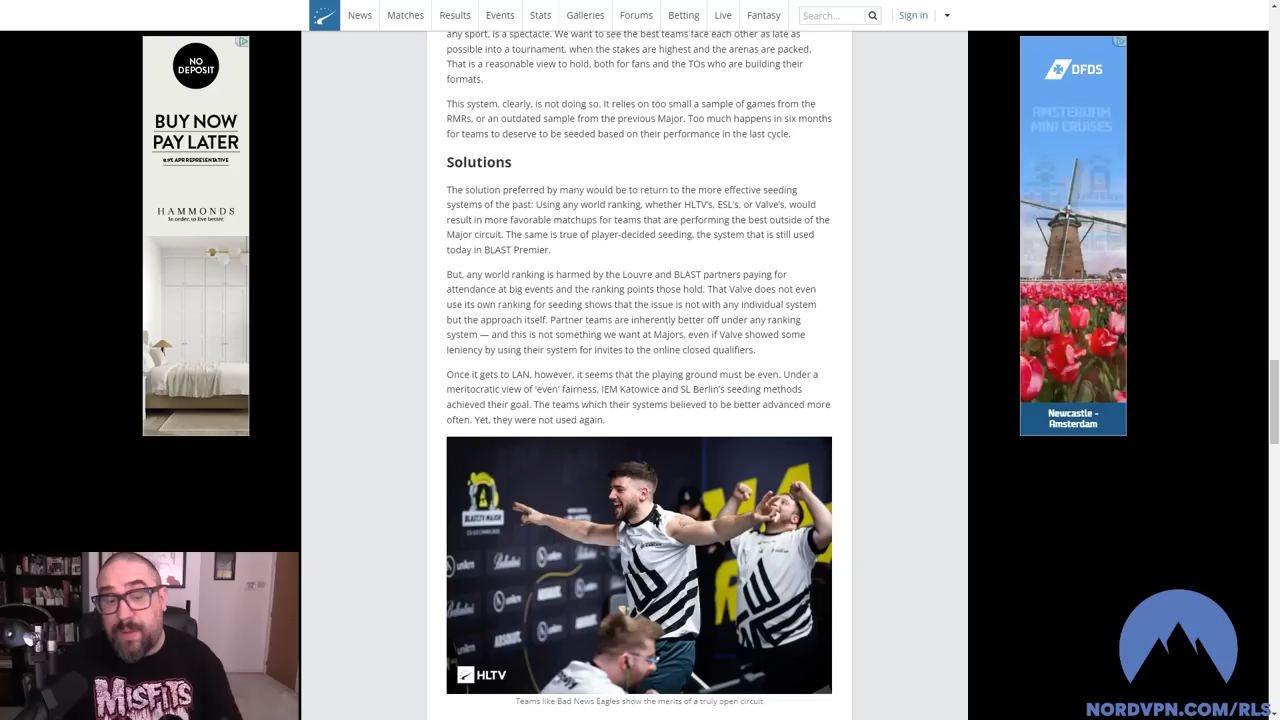 News Matches Results Events Stats Galleries Forums Betting Live Fantasy Search... Sign in
any sport, is a spectacle. We want to see the best teams face each other as late as
possible into a tournament, when the stakes are highest and the arenas are packed.
That is a reasonable view to hold, both for fans and the TOs who are building their
formats.
This system, clearly, is not doing so. It relies on too small a sample of games from the
RMRs, or an outdated sample from the previous Major. Too much happens in six months
for teams to deserve to be seeded based on their performance in the last cycle.
Solutions
The solution preferred by many would be to return to the more effective seeding
systems of the past: Using any world ranking, whether HLTV's, ESL's, or Valve's, would
result in more favorable matchups for teams that are performing the best outside of the
Major circuit. The same is true of player-decided seeding, the system that is still used
today in BLAST Premier.
But, any world ranking is harmed by the Louvre and BLAST partners paying for
attendance at big events and the ranking points those hold. That Valve does not even
use its own ranking for seeding shows that the issue is not with any individual system
but the approach itself. Partner teams are inherently better off under any ranking
system — and this is not something we want at Majors, even if Valve showed some
leniency by using their system for invites to the online closed qualifiers.
Once it gets to LAN, however, it seems that the playing ground must be even. Under a
meritocratic view of 'even' fairness, IEM Katowice and SL Berlin's seeding methods
achieved their goal. The teams which their systems believed to be better advanced more
often. Yet, they were not used again.
HLTV
Teams like Bad News Eagles show the merits of a truly open circuit
NO
DEPOSIT
BUY NOW
PAY LATER
8.9% APR REPRESENTATIVE
HAMMONDS
In order, to live better.
DFDS
AMSTERDAM
MINI CRUISES
Newcastle -
Amsterdam
BLAST.TV MAJOR
ABSOLUT
MISFITS
NORDVPN.COM/RLS